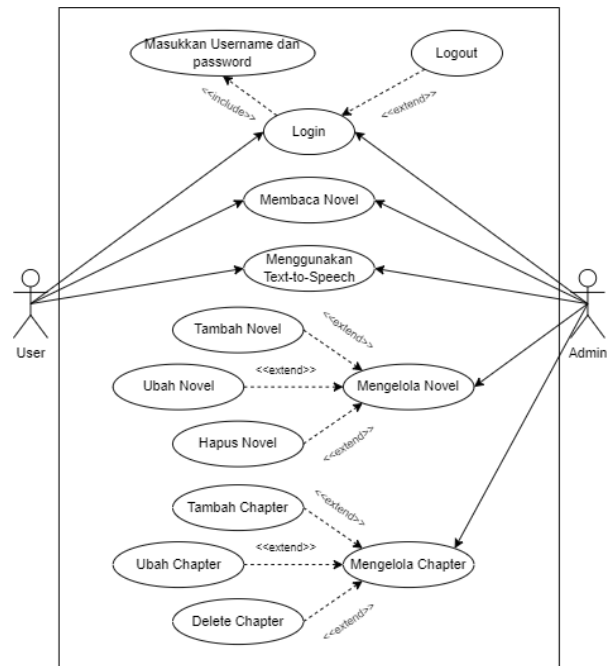 Masukkan Username dan
password
Logout
<<include>>
<<extend>>
Login
Membaca Novel
Menggunakan
Text-to-Speech
User
Admin
Tambah Novel
<<extend>>
Ubah Novel
<<extend>>
Mengelola Novel
Hapus Novel
<<extend>>
Tambah Chapter
<<extend>>
Ubah Chapter
<<extend>>
Mengelola Chapter
Delete Chapter
<<extend>>